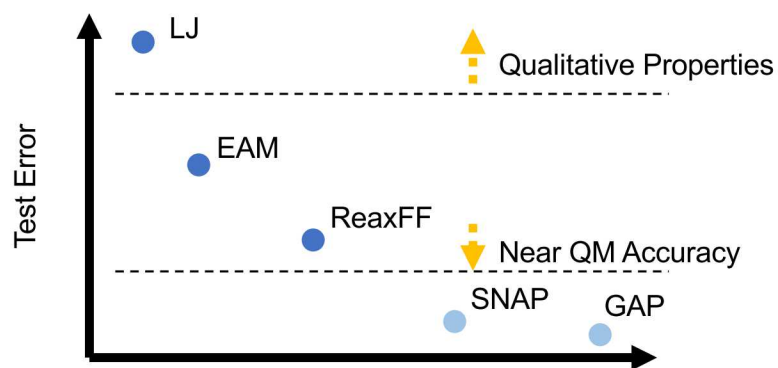 LJ
Qualitative Properties
EAM
Test Error
ReaxFF
Near QM Accuracy
SNAP
GAP